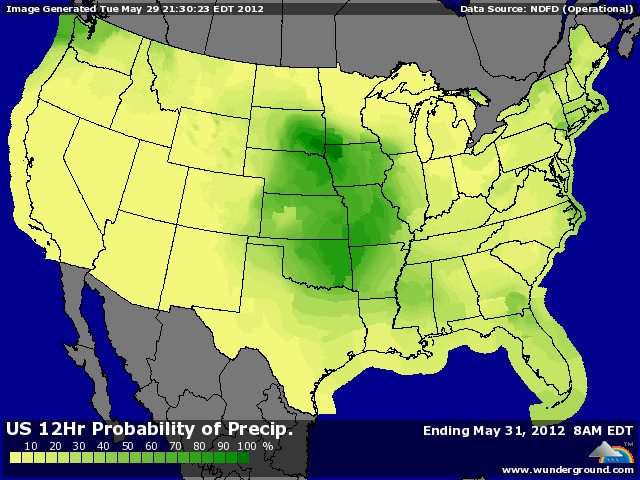 Image Generated Tue May 29 21:30:23 EDT 2012 Data Source: NDFD (Operational)
US 12Hr Probability of Precip. Ending May 31, 2012 8AM EDT
10 20 30 40 50 60 70 80 90 100 %
TM
www.wunderground.com